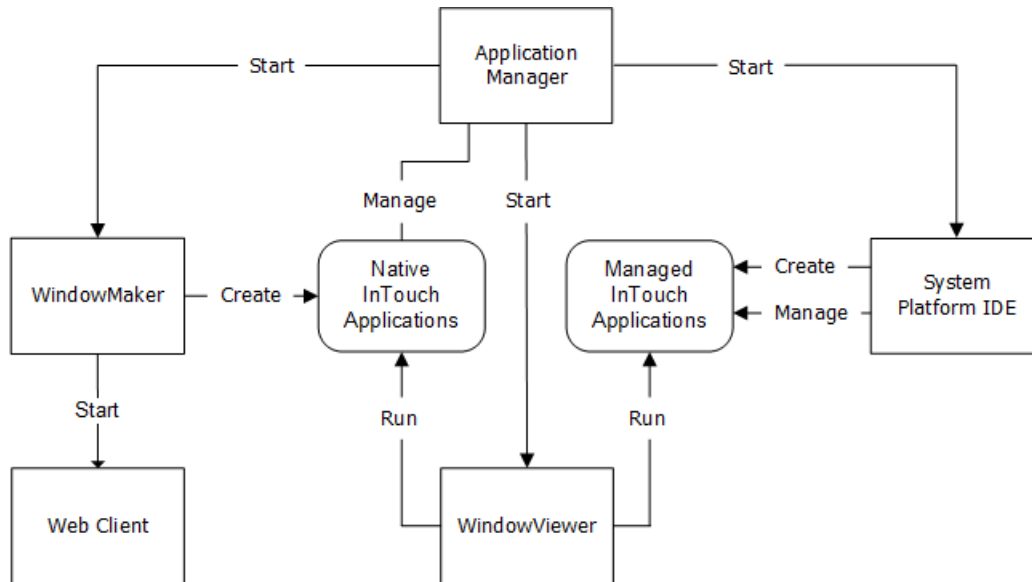 Application
Manager
Start
Start
Manage
Start
WindowMaker
Create
Native
InTouch
Applications
Managed
InTouch
Applications
Create
Manage
System
Platform IDE
Start
Run
Run
Web Client
WindowViewer